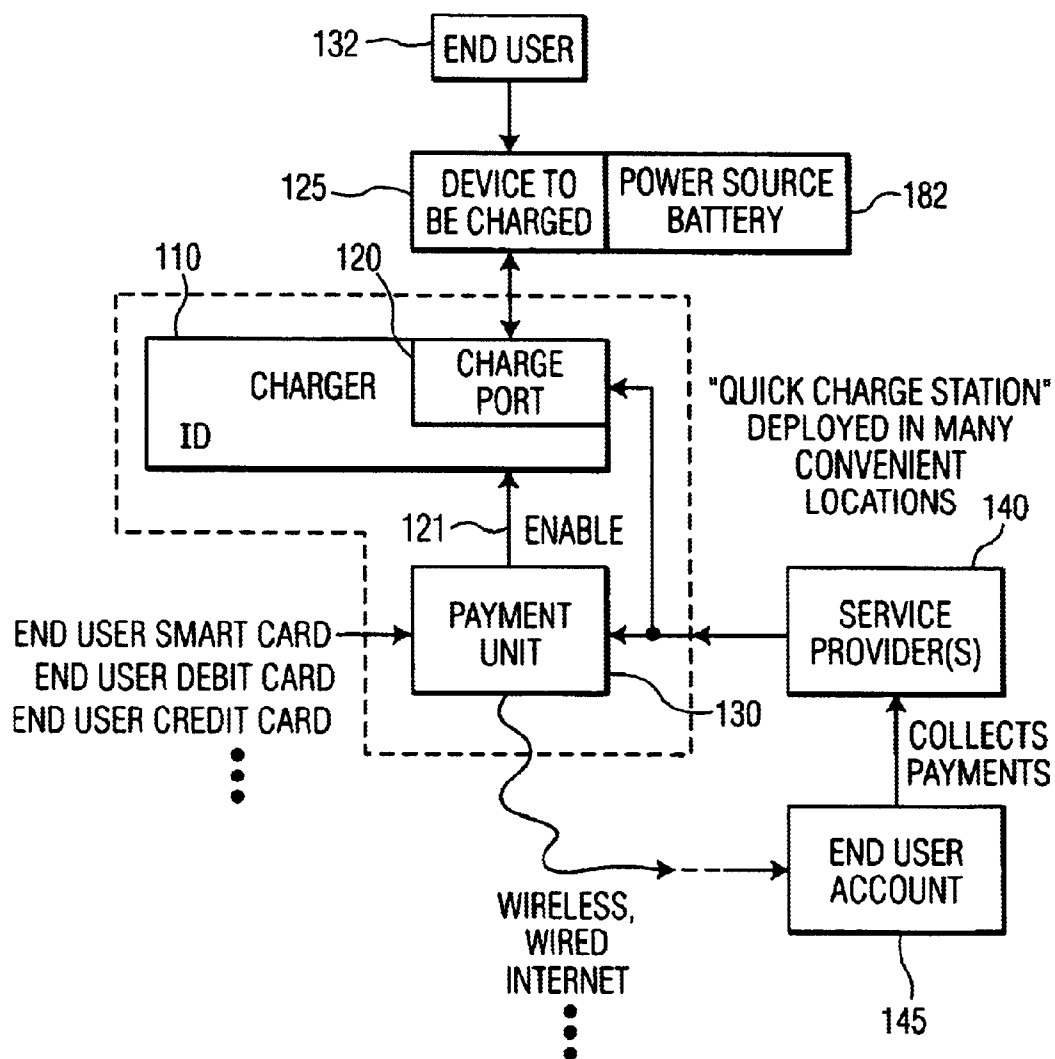 132
END USER
125
DEVICE TO
BE CHARGED
POWER SOURCE
BATTERY
182
110
120
CHARGER
CHARGE
PORT
ID
"QUICK CHARGE STATION"
DEPLOYED IN MANY
CONVENIENT
LOCATIONS
121
ENABLE
140
PAYMENT
UNIT
SERVICE
PROVIDER(S)
END USER SMART CARD
END USER DEBIT CARD
END USER CREDIT CARD
130
COLLECTS
PAYMENTS
END USER
ACCOUNT
WIRELESS,
WIRED
INTERNET
145